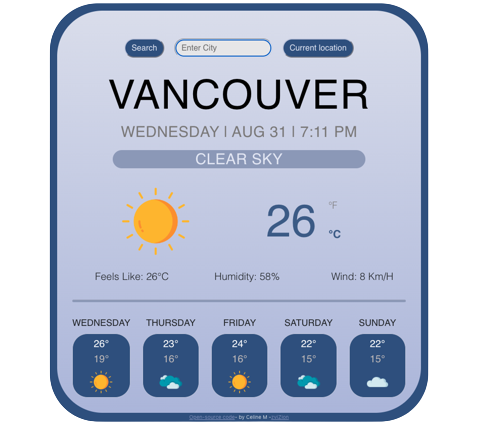 Search Enter City Current location
VANCOUVER
WEDNESDAY | AUG 31 | 7:11 PM
CLEAR SKY
26 °F
°C
Feels Like: 26°C Humidity: 58% Wind: 8 Km/H
WEDNESDAY THURSDAY FRIDAY SATURDAY SUNDAY
26° 23° 24° 22° 22°
19° 16° 16° 15° 15°
Open-source code- by Celine M